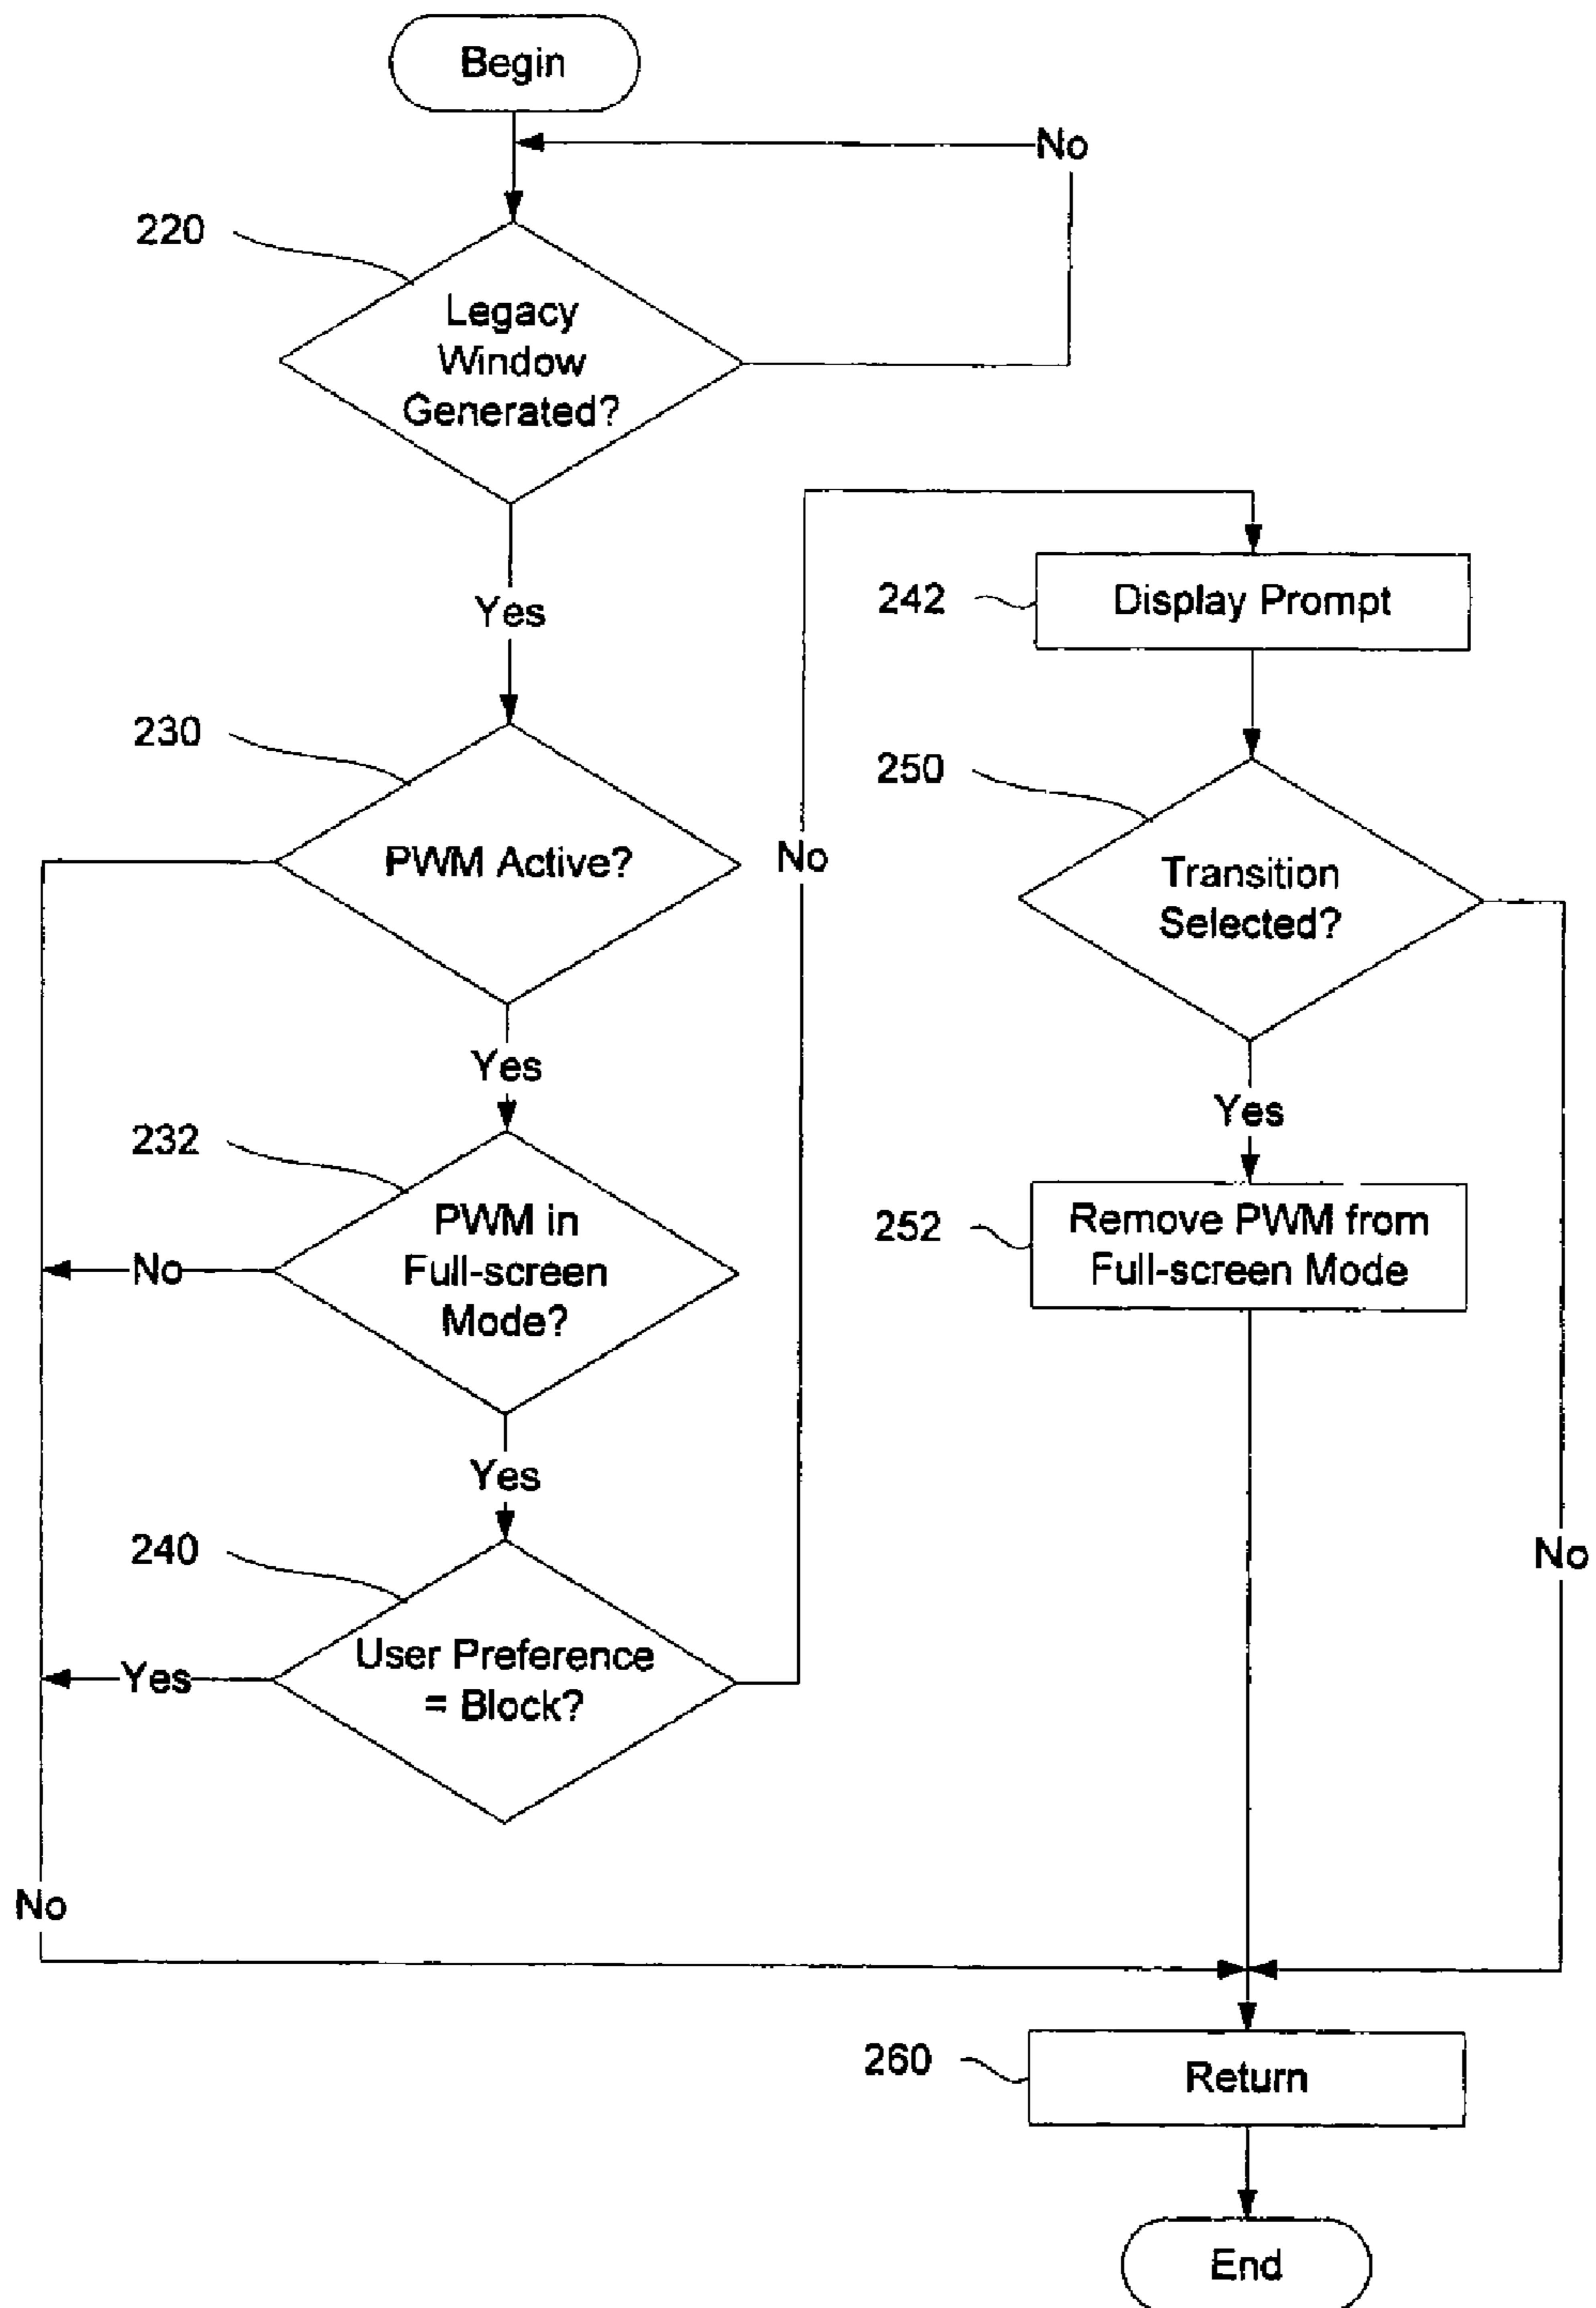 Begin
No
220
Legacy
Window
Generated?
Yes
230
PWM Active?
No
Yes
232
PWM in
Full-screen
Mode?
No
Yes
240
User Preference
= Block?
Yes
No
242
Display Prompt
250
Transition
Selected?
Yes
No
252
Remove PWM from
Full-screen Mode
260
Return
End